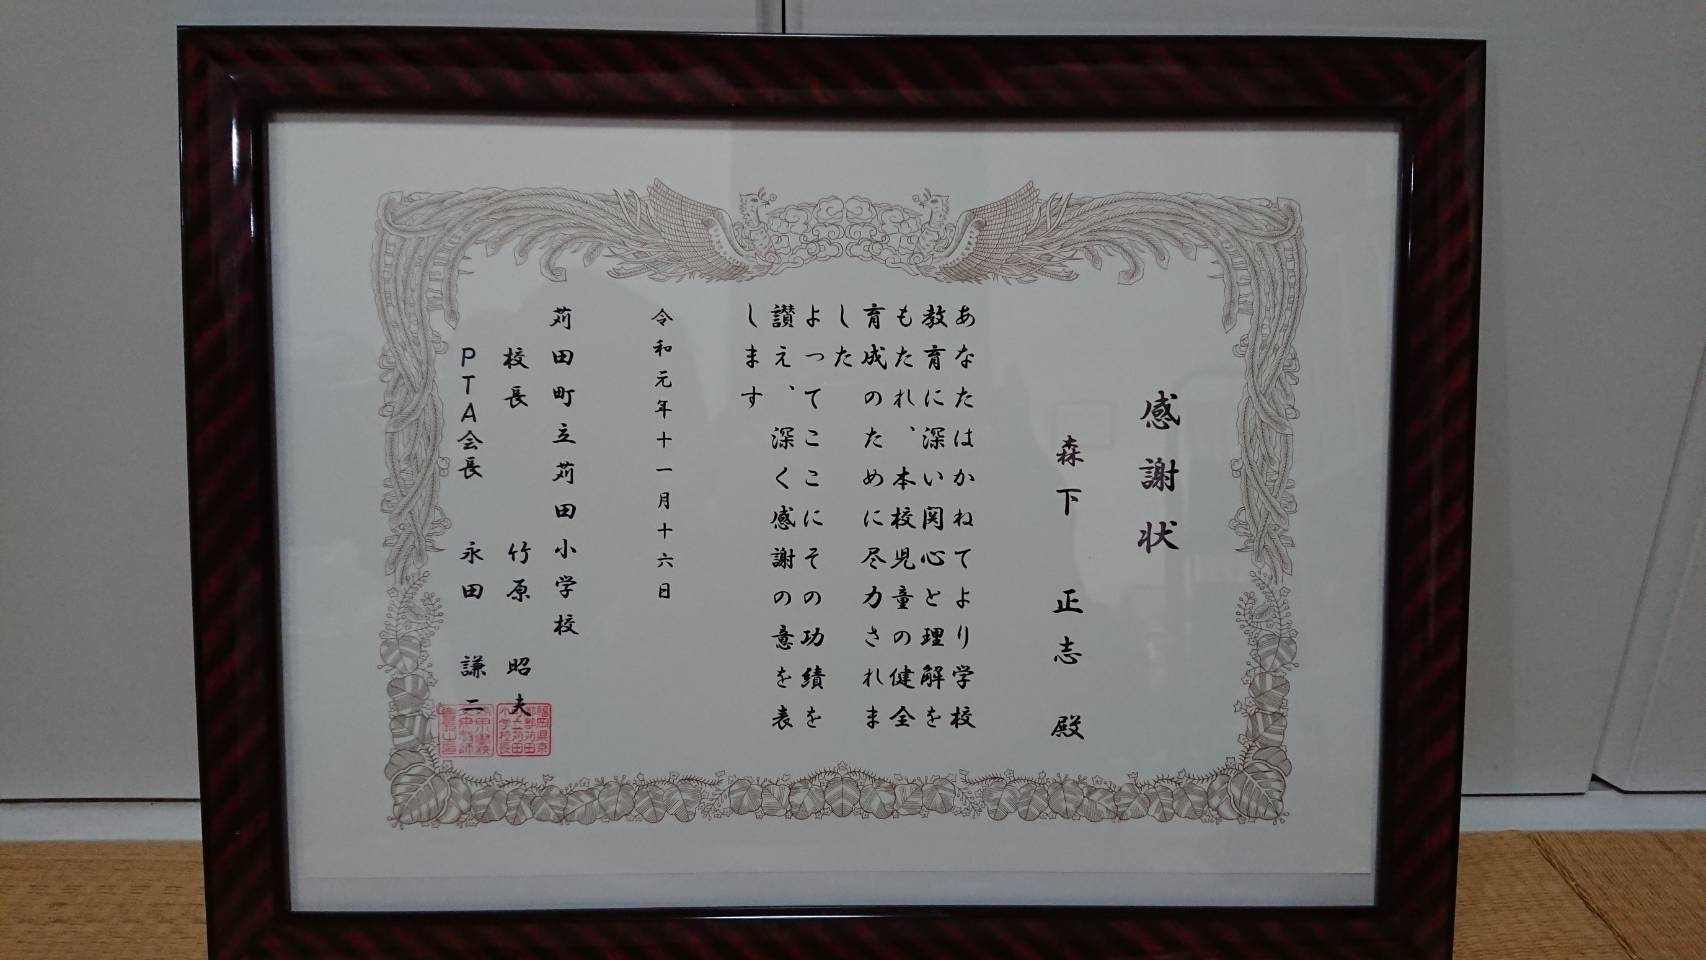 感謝状
森下 正志 殿
あなたはかねてより学校
教育に深い関心と理解を
もたれ、本校児童の健全
育成のために尽力されま
した
よってここにその功績を
讃え、深く感謝の意を表
します
令和元年十一月十六日
苅田町立苅田小学校
校長 竹原 昭夫
PTA会長 永田 謙二